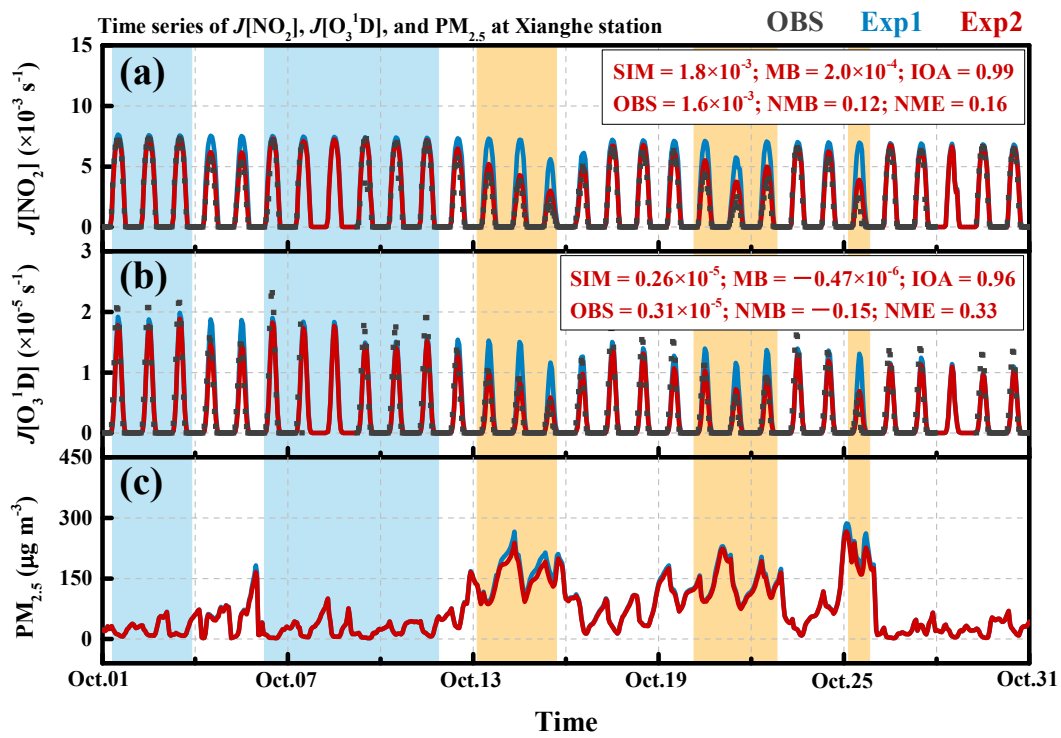 Time series of J[NO₂], J[O₃¹D], and PM₂.₅ at Xianghe station
OBS Exp1 Exp2
(a)
SIM = 1.8×10⁻³; MB = 2.0×10⁻⁴; IOA = 0.99
OBS = 1.6×10⁻³; NMB = 0.12; NME = 0.16
J[NO₂] (×10⁻³ s⁻¹)
15
10
5
0
(b)
SIM = 0.26×10⁻⁵; MB = －0.47×10⁻⁶; IOA = 0.96
OBS = 0.31×10⁻⁵; NMB = －0.15; NME = 0.33
J[O₃¹D] (×10⁻⁵ s⁻¹)
3
2
1
0
(c)
PM₂.₅ (μg m⁻³)
450
300
150
0
Oct.01 Oct.07 Oct.13 Oct.19 Oct.25 Oct.31
Time